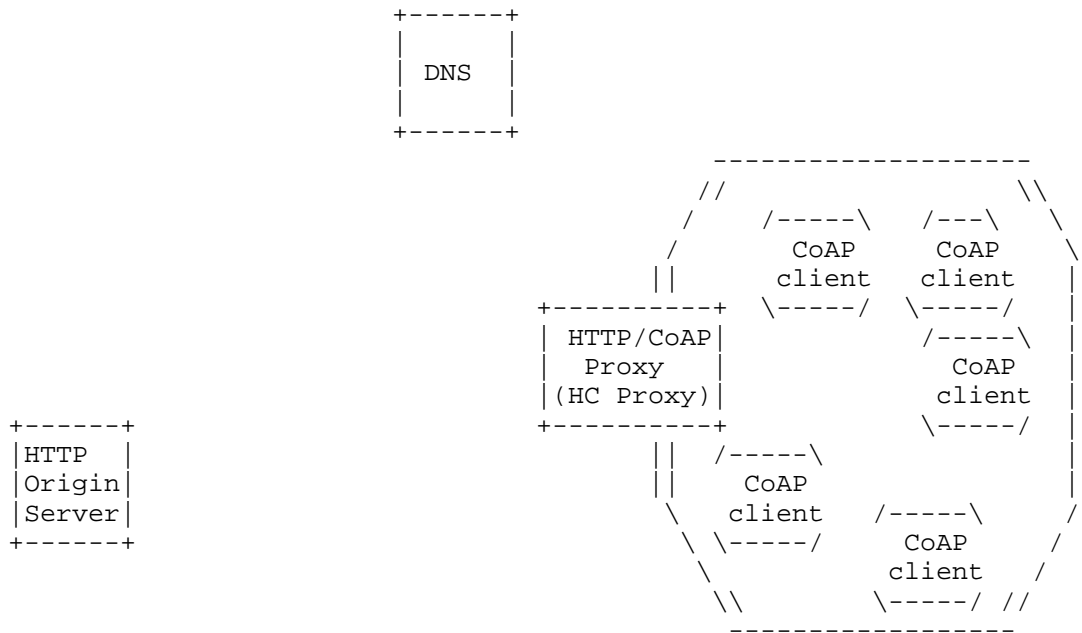 DNS
CoAP CoAP
client client
HTTP/CoAP
Proxy CoAP
(HC Proxy) client
HTTP
Origin CoAP
Server client
CoAP
client